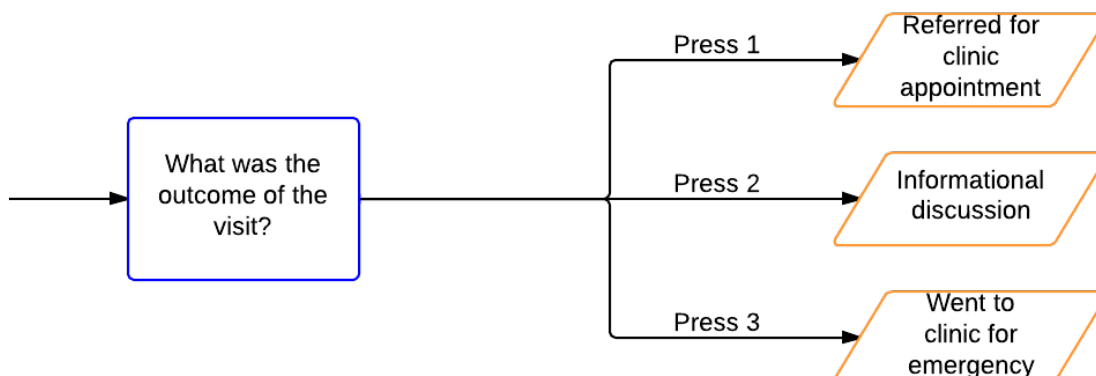 What was the
outcome of the
visit?
Press 1
Referred for
clinic
appointment
Press 2
Informational
discussion
Press 3
Went to
clinic for
emergency